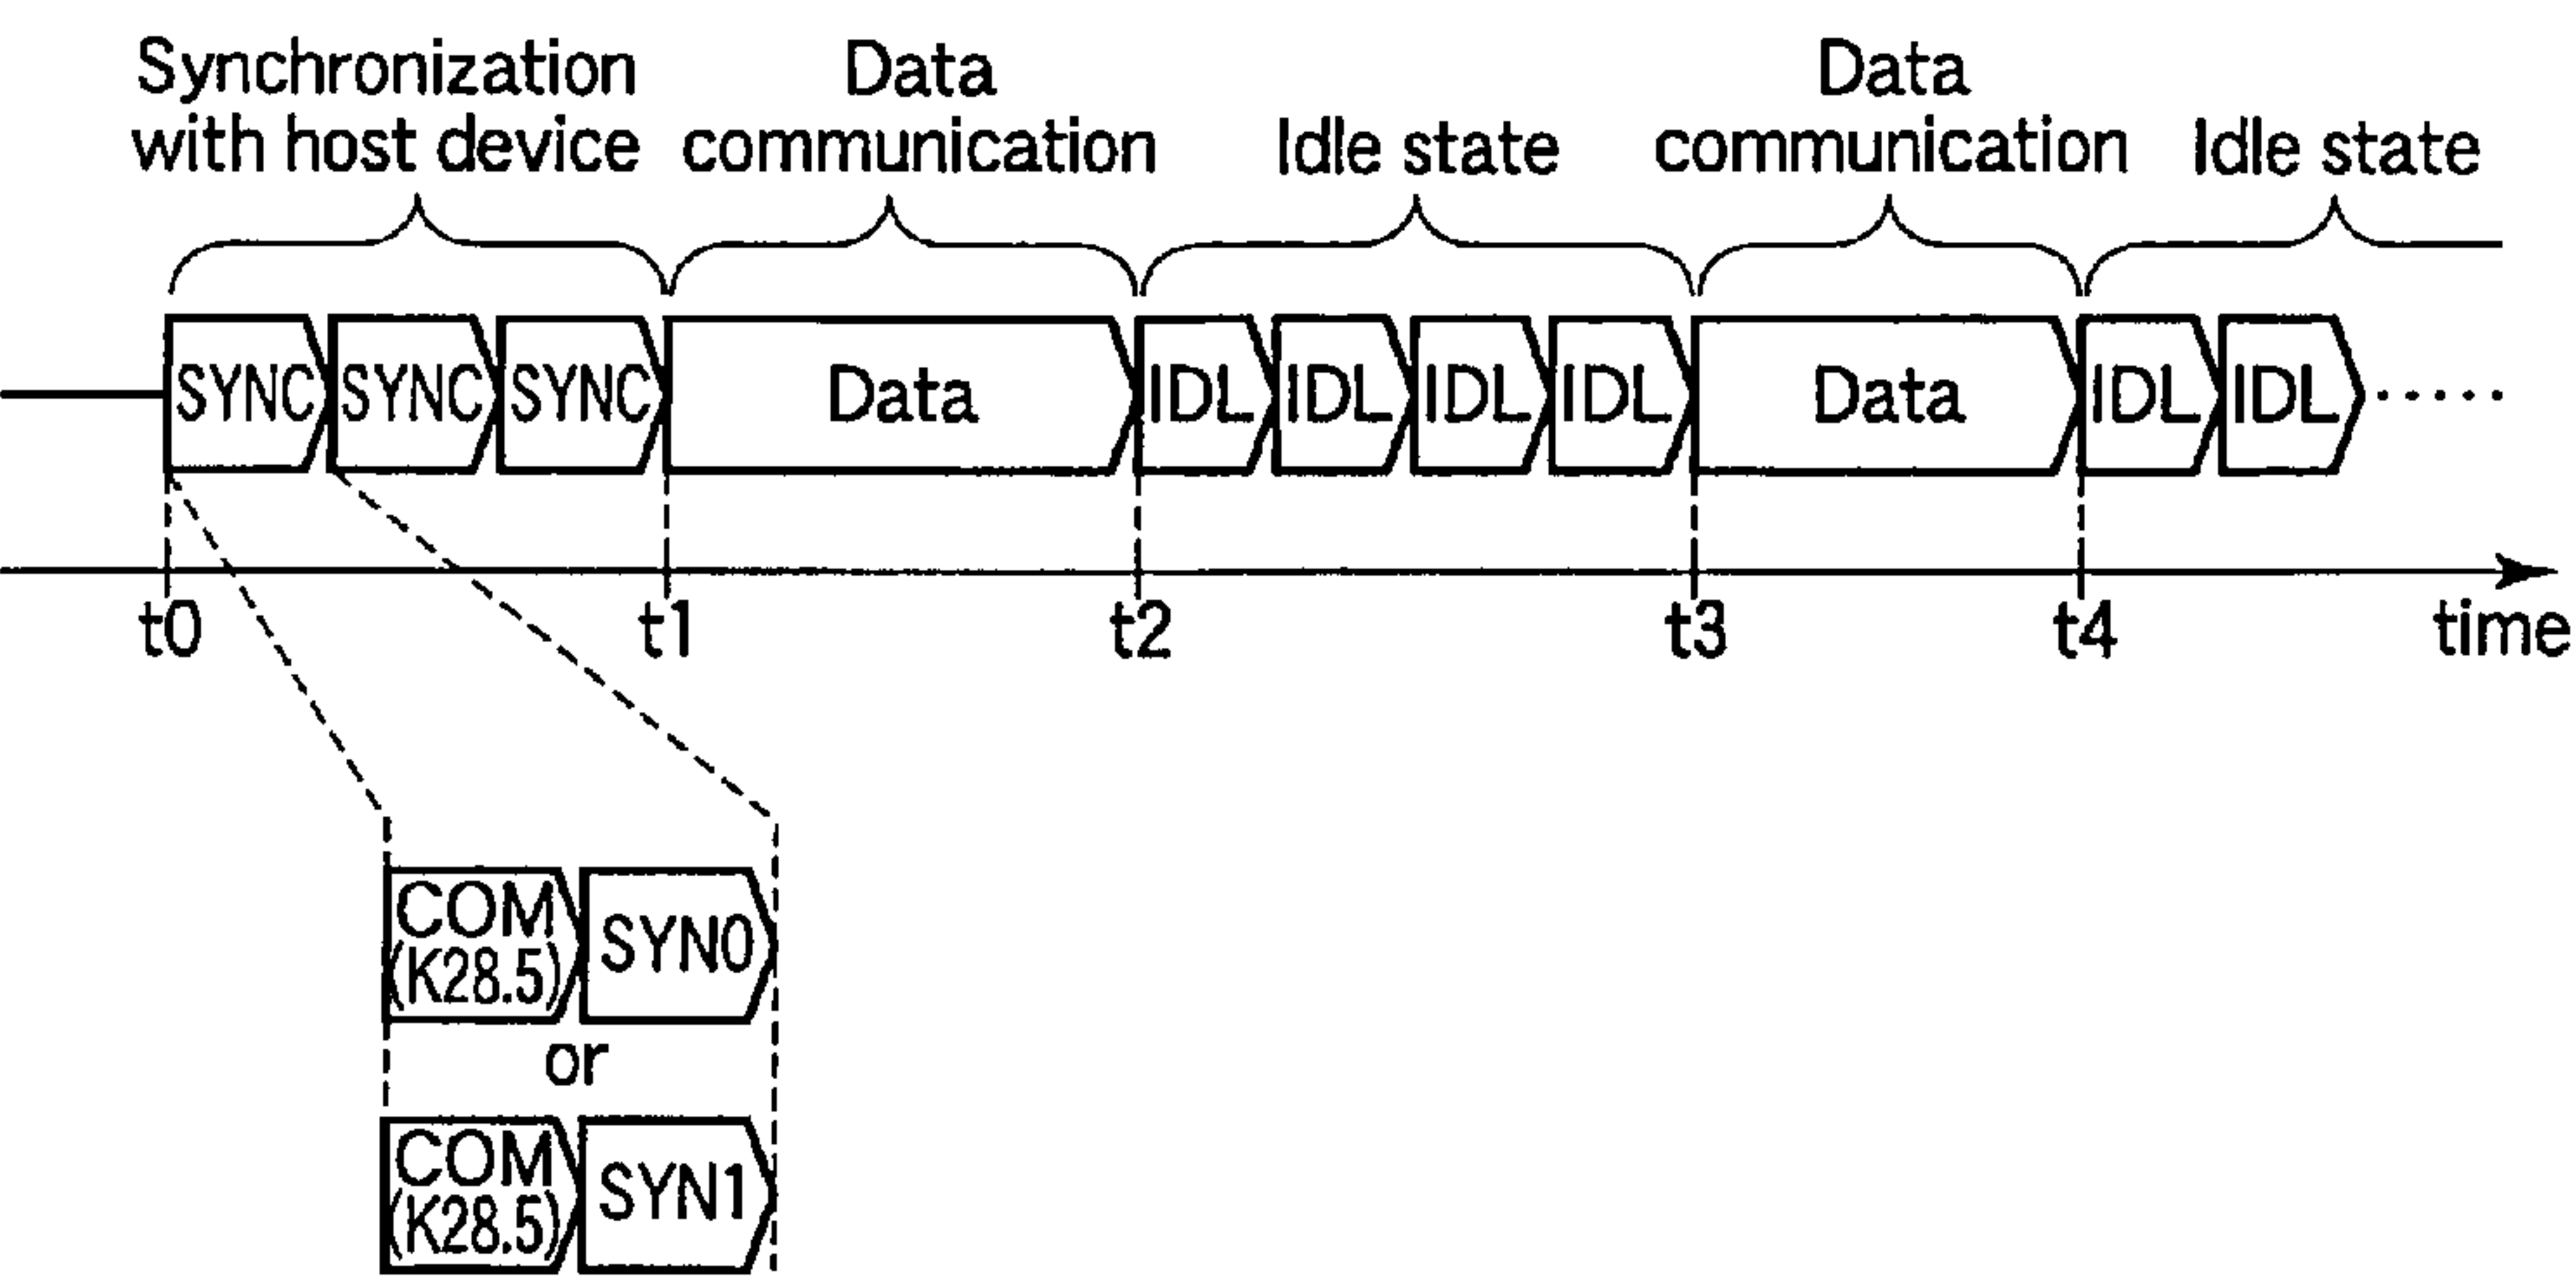 Synchronization
with host device
Data
communication
Idle state
Data
communication
Idle state
SYNC SYNC SYNC Data IDL IDL IDL IDL Data IDL IDL .....
t0 t1 t2 t3 t4 time
COM
(K28.5)
SYN0
or
COM
(K28.5)
SYN1